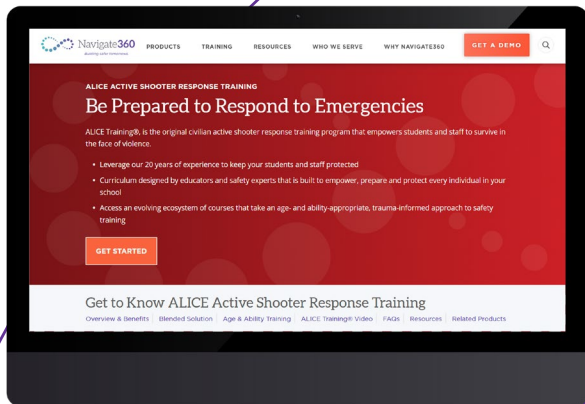 Navigate360
PRODUCTS TRAINING RESOURCES WHO WE SERVE WHY NAVIGATE360 GET A DEMO
ALICE ACTIVE SHOOTER RESPONSE TRAINING
Be Prepared to Respond to Emergencies
ALICE Training®, is the original civilian active shooter response training program that empowers students and staff to survive in
the face of violence.
• Leverage our 20 years of experience to keep your students and staff protected
• Curriculum designed by educators and safety experts that is built to empower, prepare and protect every individual in your
school
• Access an evolving ecosystem of courses that take an age- and ability-appropriate, trauma-informed approach to safety
training
GET STARTED
Get to Know ALICE Active Shooter Response Training
Overview & Benefits | Blended Solution | Age & Ability Training | ALICE Training® Video | FAQs | Resources | Related Products